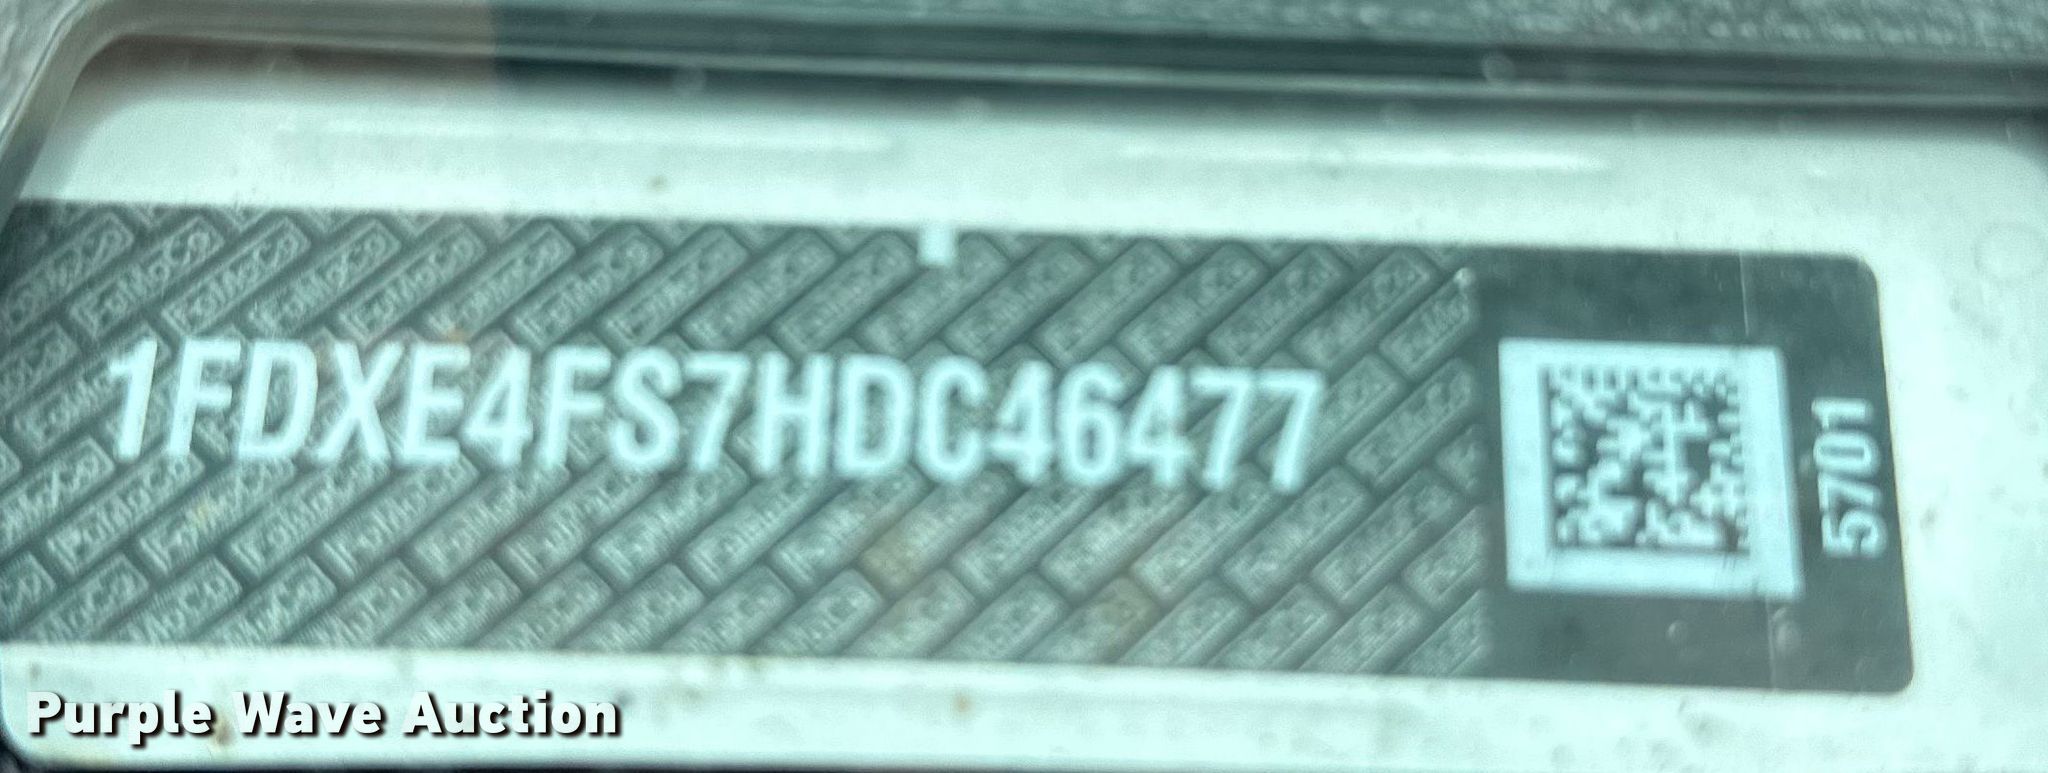 1FDXE4FS7HDC46477
5701
Purple Wave Auction